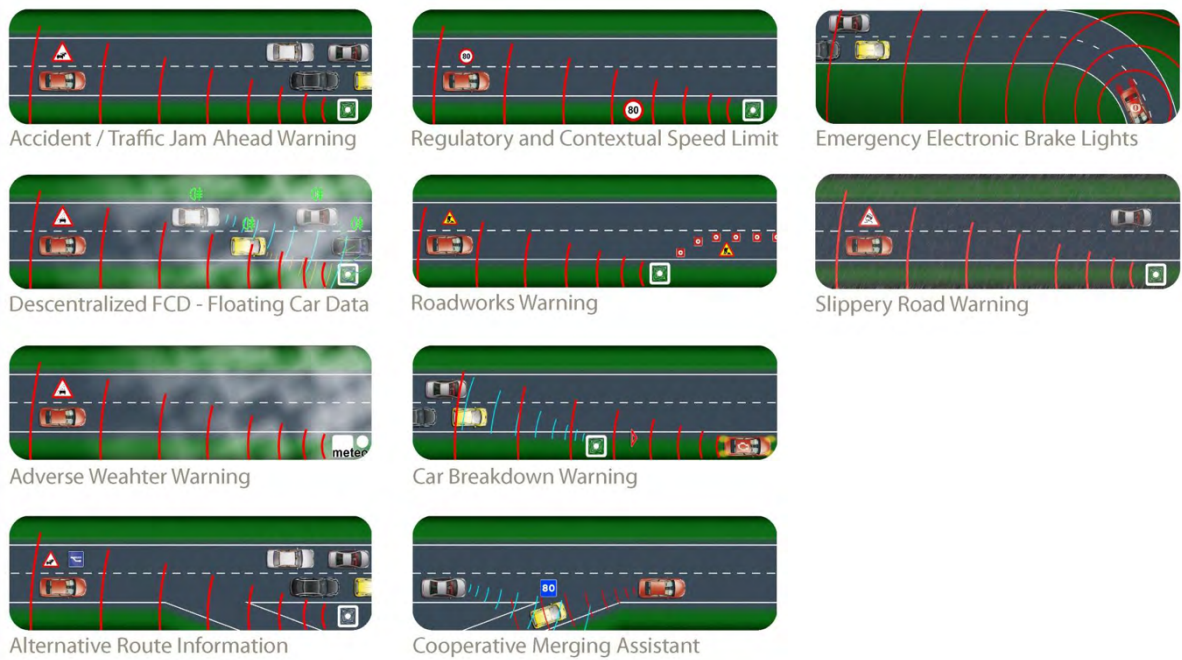 Accident / Traffic Jam Ahead Warning
80
80
Regulatory and Contextual Speed Limit
Emergency Electronic Brake Lights
Descentralized FCD - Floating Car Data
Roadworks Warning
Slippery Road Warning
meteo
Adverse Weahter Warning
Car Breakdown Warning
Alternative Route Information
80
Cooperative Merging Assistant